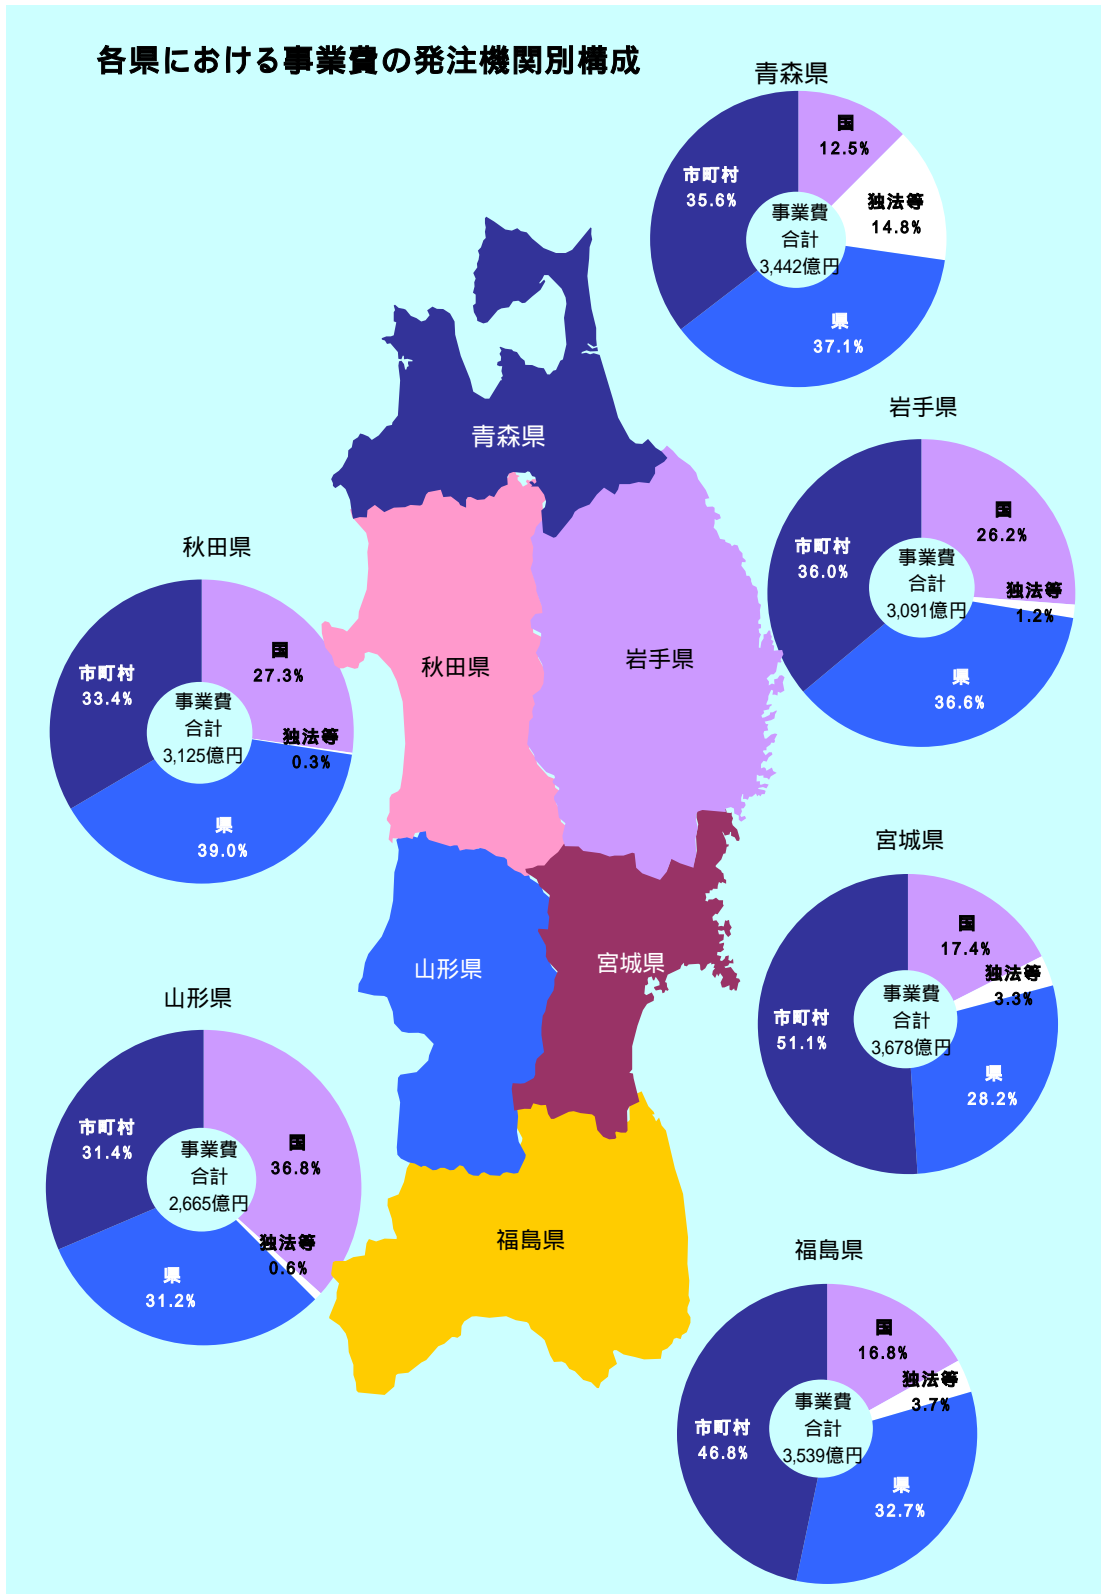 各県における事業費の発注機関別構成
青森県
国
12.5%
独法等
14.8%
県
37.1%
市町村
35.6%
事業費
合計
3,442億円
岩手県
国
26.2%
独法等
1.2%
県
36.6%
市町村
36.0%
事業費
合計
3,091億円
秋田県
国
27.3%
独法等
0.3%
県
39.0%
市町村
33.4%
事業費
合計
3,125億円
宮城県
国
17.4%
独法等
3.3%
県
28.2%
市町村
51.1%
事業費
合計
3,678億円
山形県
国
36.8%
独法等
0.6%
県
31.2%
市町村
31.4%
事業費
合計
2,665億円
福島県
国
16.8%
独法等
3.7%
県
32.7%
市町村
46.8%
事業費
合計
3,539億円
青森県
秋田県
岩手県
山形県
宮城県
福島県